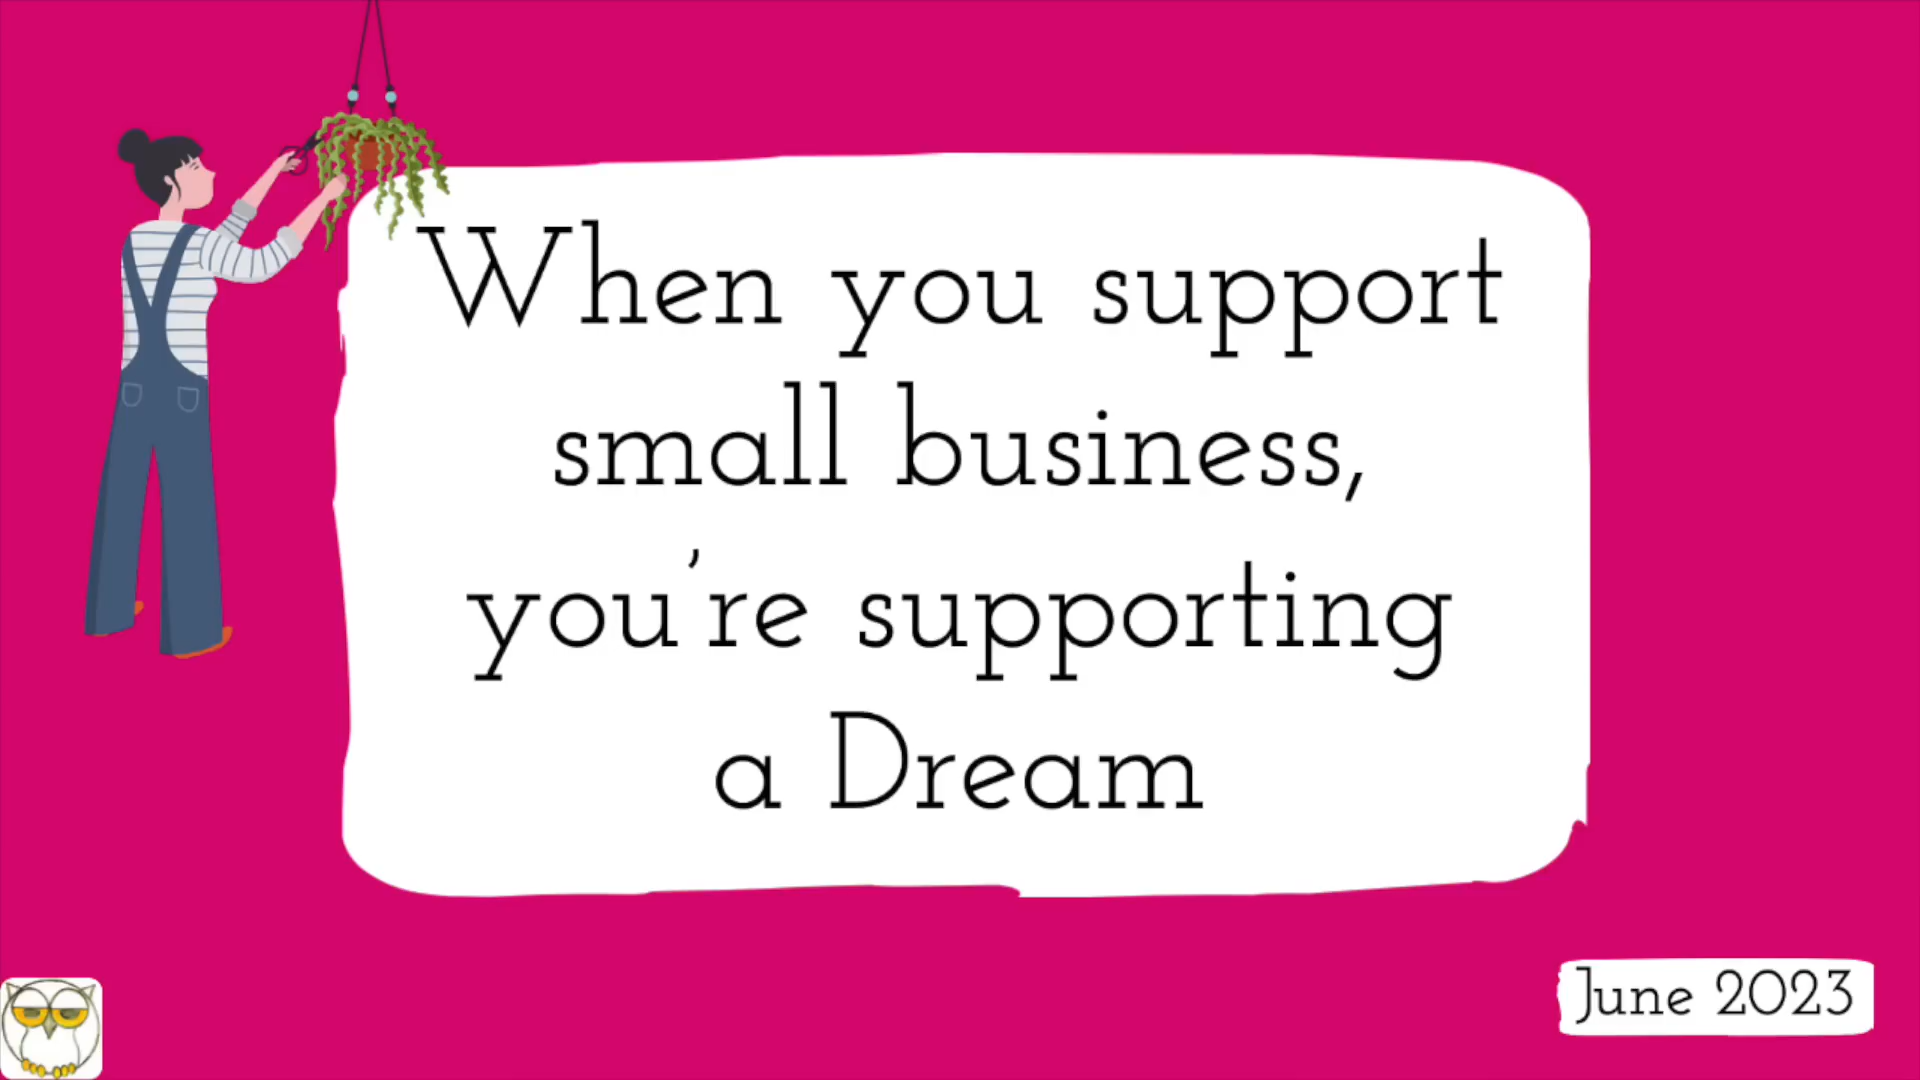 When you support
small business,
you’re supporting
a Dream
June 2023